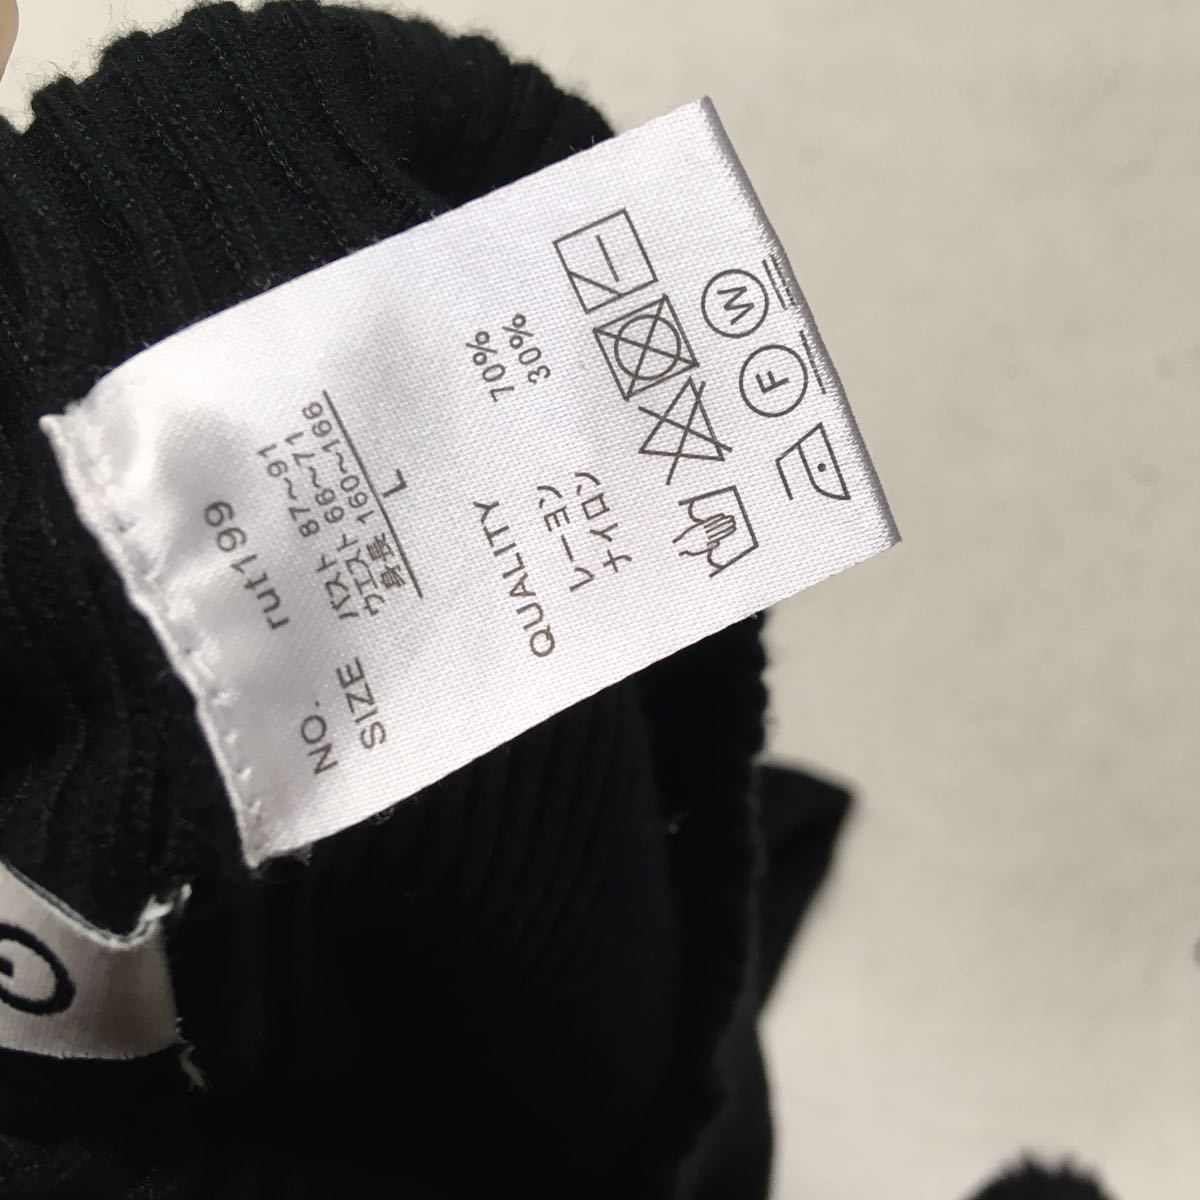 NO. rut199
SIZE バスト 87~91
ウエスト 66~71
身長 160~166
L
QUALITY
レーヨン 70%
ナイロン 30%
F W